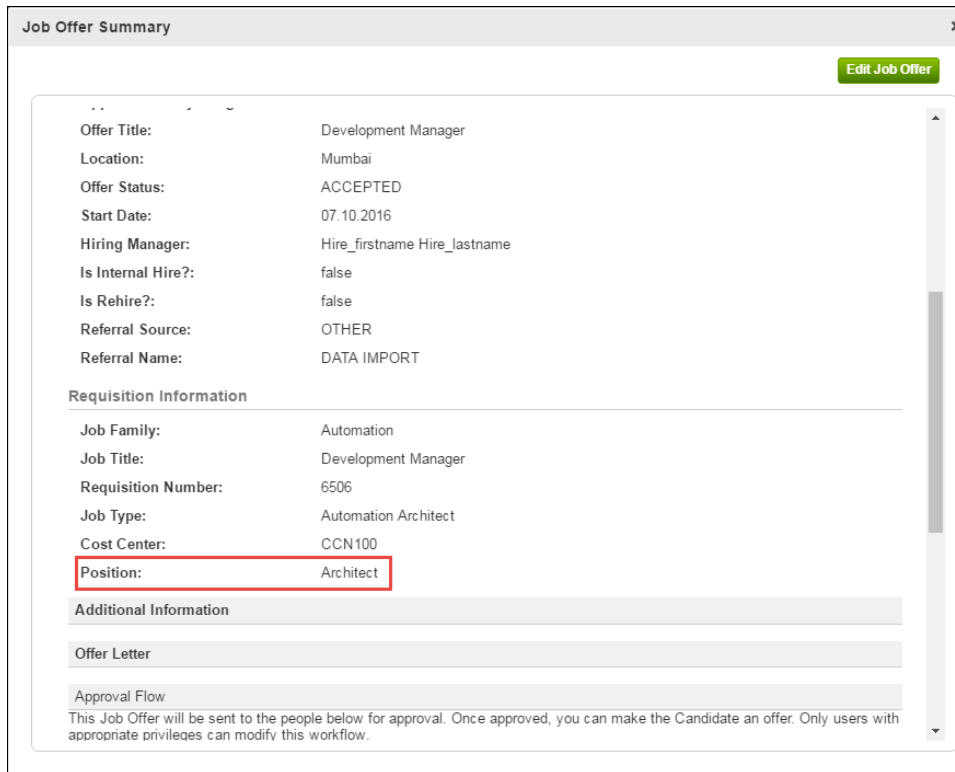 Job Offer Summary
Edit Job Offer
Offer Title: Development Manager
Location: Mumbai
Offer Status: ACCEPTED
Start Date: 07.10.2016
Hiring Manager: Hire_firstname Hire_lastname
Is Internal Hire?: false
Is Rehire?: false
Referral Source: OTHER
Referral Name: DATA IMPORT
Requisition Information
Job Family: Automation
Job Title: Development Manager
Requisition Number: 6506
Job Type: Automation Architect
Cost Center: CCN100
Position: Architect
Additional Information
Offer Letter
Approval Flow
This Job Offer will be sent to the people below for approval. Once approved, you can make the Candidate an offer. Only users with
appropriate privileges can modify this workflow.